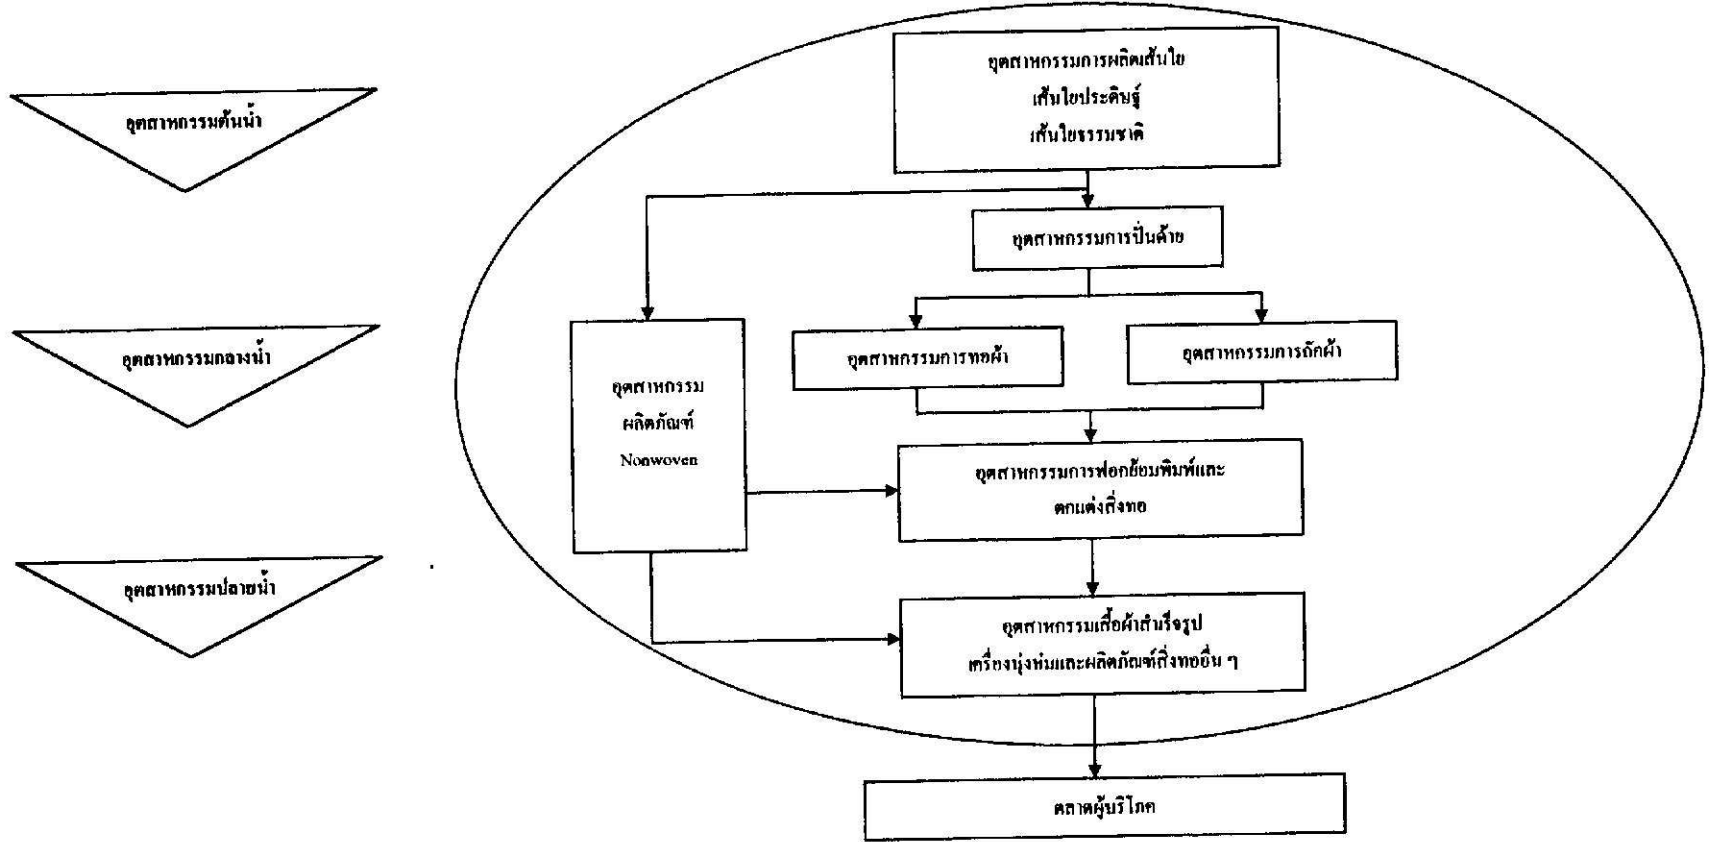 อุตสาหกรรมการผลิตเส้นใย
เส้นใยประดิษฐ์
เส้นใยธรรมชาติ
อุตสาหกรรมต้นน้ำ
อุตสาหกรรมการปั่นด้าย
อุตสาหกรรมกลางน้ำ
อุตสาหกรรมการทอผ้า
อุตสาหกรรมการถักผ้า
อุตสาหกรรม
ผลิตภัณฑ์
Nonwoven
อุตสาหกรรมการฟอกย้อมพิมพ์และ
ตกแต่งสิ่งทอ
อุตสาหกรรมปลายน้ำ
อุตสาหกรรมเสื้อผ้าสำเร็จรูป
เครื่องนุ่งห่มและผลิตภัณฑ์สิ่งทออื่น ๆ
ตลาดผู้บริโภค